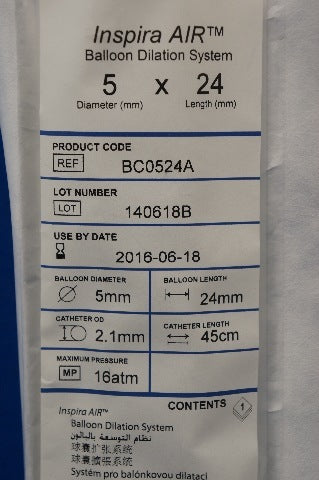 Inspira AIR™
Balloon Dilation System
5 x 24
Diameter (mm) Length (mm)
PRODUCT CODE
REF BC0524A
LOT NUMBER
LOT 140618B
USE BY DATE
2016-06-18
BALLOON DIAMETER BALLOON LENGTH
5mm 24mm
CATHETER OD CATHETER LENGTH
2.1mm 45cm
MAXIMUM PRESSURE
MP 16atm
CONTENTS 1
Inspira AIR™
Balloon Dilation System
نظام التوسعة بالبالون
球囊扩张系统
球囊擴張系統
Systém pro balónkovou dilataci